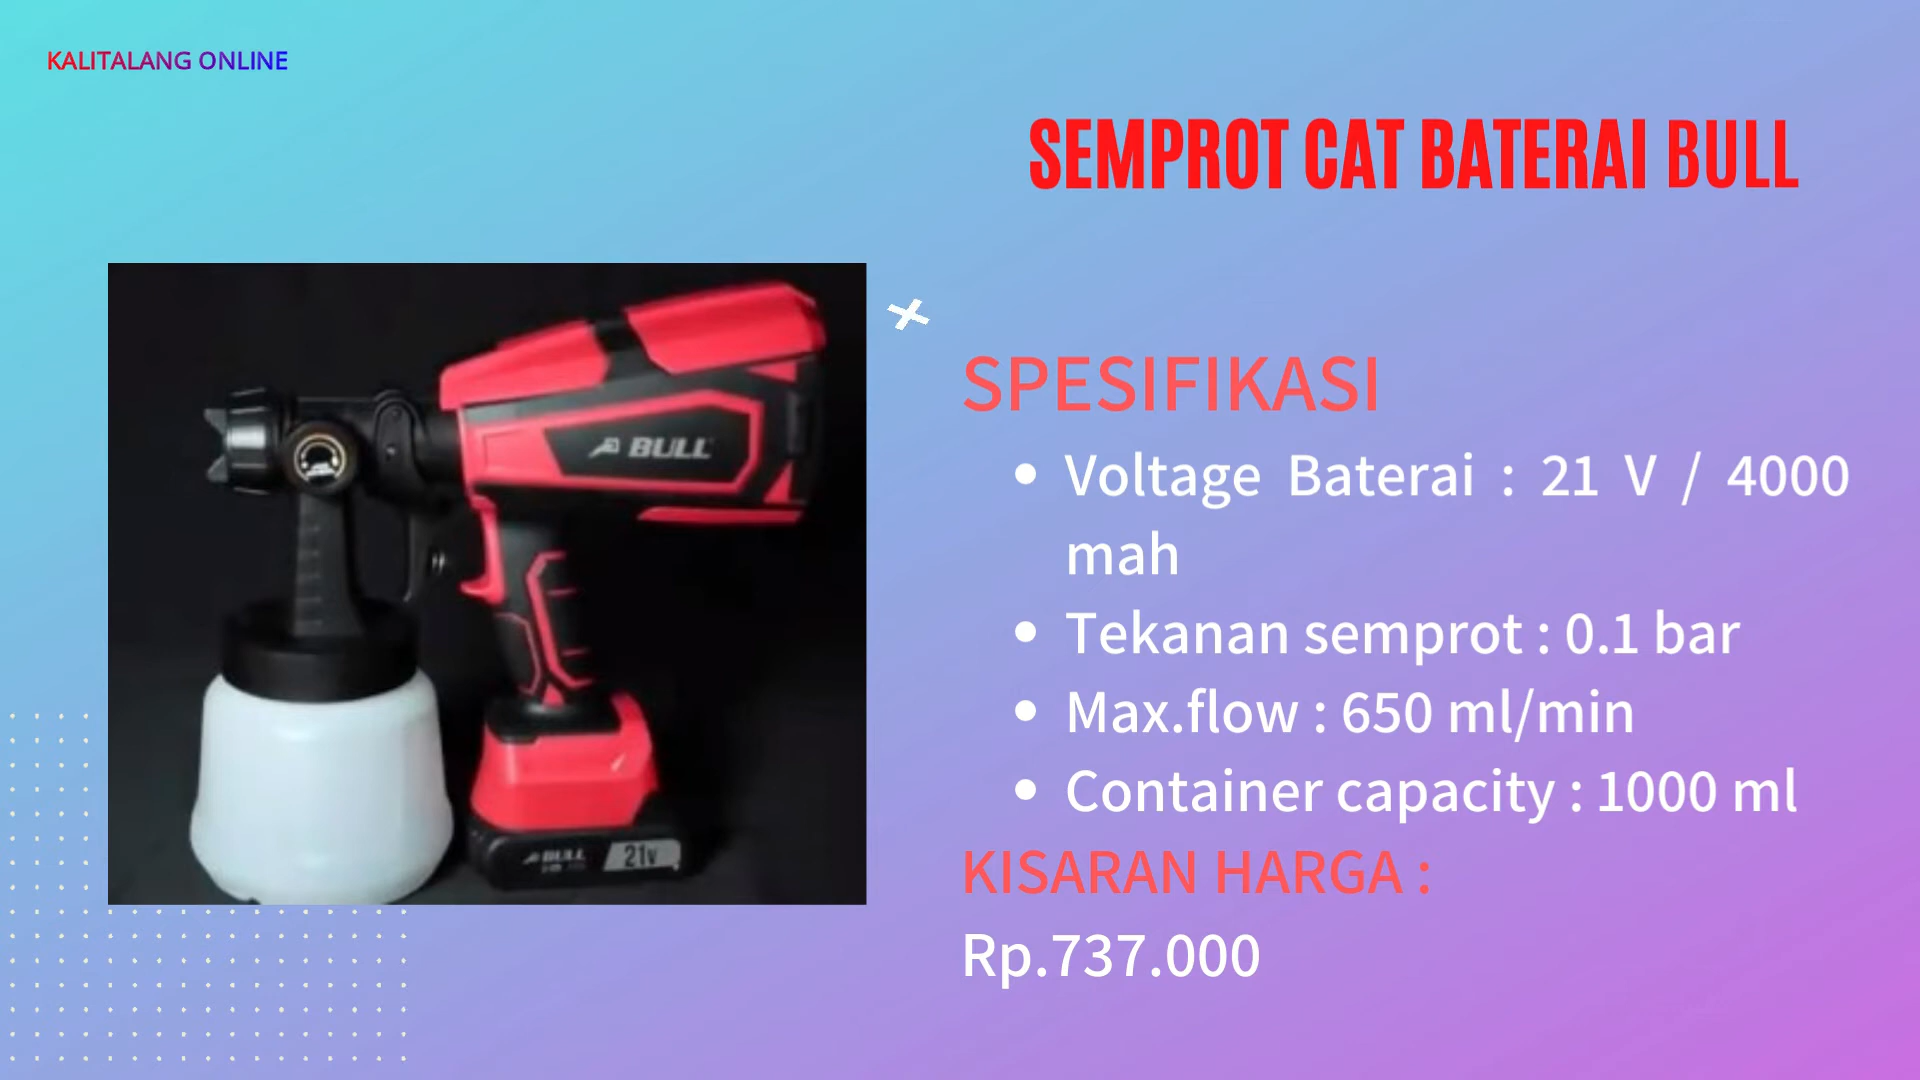 KALITALANG ONLINE
SEMPROT CAT BATERAI BULL
BULL
BULL
21v
SPESIFIKASI
• Voltage Baterai : 21 V / 4000
mah
• Tekanan semprot : 0.1 bar
• Max.flow : 650 ml/min
• Container capacity : 1000 ml
KISARAN HARGA :
Rp.737.000